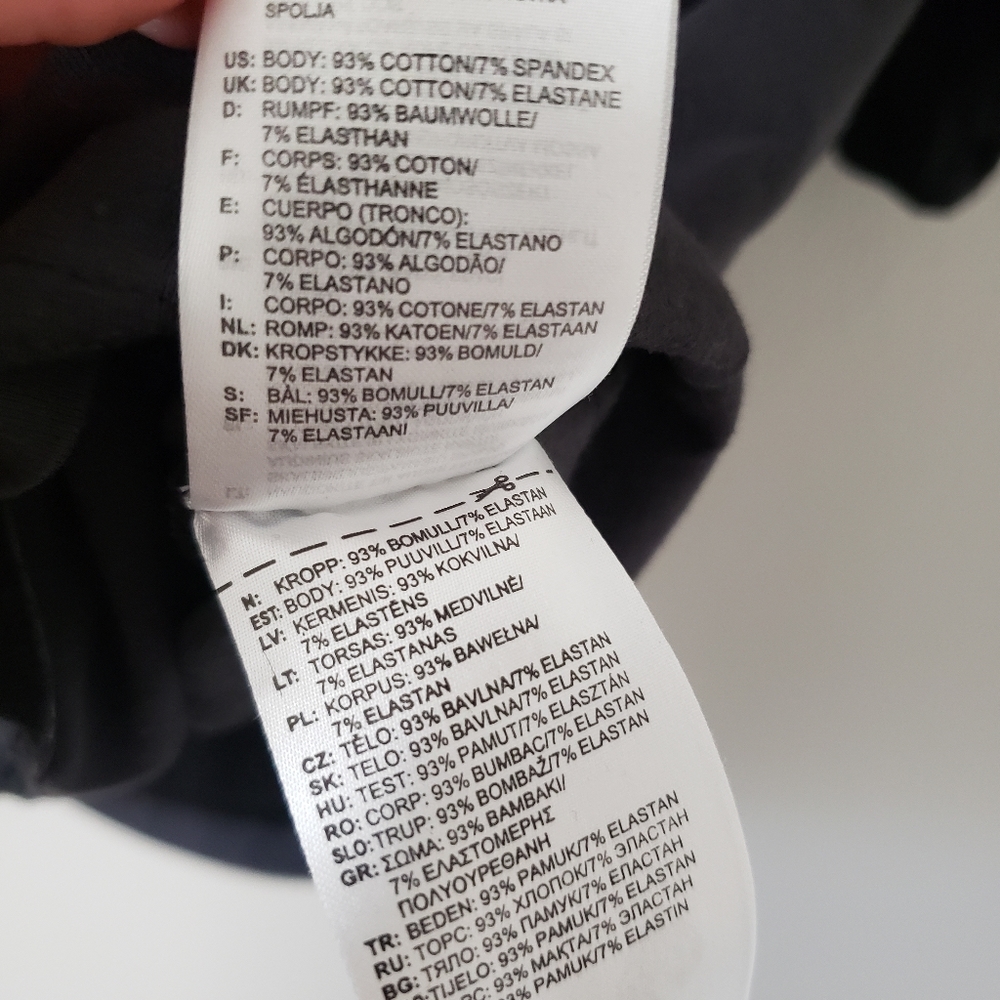 SPOLJA
US: BODY: 93% COTTON/7% SPANDEX
UK: BODY: 93% COTTON/7% ELASTANE
D: RUMPF: 93% BAUMWOLLE/
7% ELASTHAN
F: CORPS: 93% COTON/
7% ÉLASTHANNE
E: CUERPO (TRONCO):
93% ALGODÓN/7% ELASTANO
P: CORPO: 93% ALGODÃO/
7% ELASTANO
I: CORPO: 93% COTONE/7% ELASTAN
NL: ROMP: 93% KATOEN/7% ELASTAAN
DK: KROPSTYKKE: 93% BOMULD/
7% ELASTAN
S: BÅL: 93% BOMULL/7% ELASTAN
SF: MIEHUSTA: 93% PUUVILLA/
7% ELASTAANI
N: KROPP: 93% BOMULL/7% ELASTAN
EST: BODY: 93% PUUVILL/7% ELASTAAN
LV: KERMENIS: 93% KOKVILNA/
7% ELASTĒNS
LT: TORSAS: 93% MEDVILNĖ/
7% ELASTANAS
PL: KORPUS: 93% BAWEŁNA/
7% ELASTAN
CZ: TĚLO: 93% BAVLNA/7% ELASTAN
SK: TELO: 93% BAVLNA/7% ELASTAN
HU: TEST: 93% PAMUT/7% ELASZTÁN
RO: CORP: 93% BUMBAC/7% ELASTAN
SLO: TRUP: 93% BOMBAŽ/7% ELASTAN
GR: ΣΩΜΑ: 93% ΒΑΜΒΑΚΙ/
7% ΕΛΑΣΤΟΜΕΡΗΣ
ΠΟΛΥΟΥΡΕΘΑΝΗ
TR: BEDEN: 93% PAMUK/7% ELASTAN
RU: ТОРС: 93% ХЛОПОК/7% ЭЛАСТАН
BG: ТЯЛО: 93% ПАМУК/7% ЕЛАСТАН
TIJELO: 93% PAMUK/7% ELASTAN
93% МАҚТА/7% ЭЛАСТАН
PAMUK/7% ELASTIN